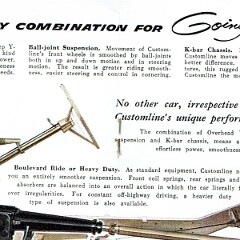 Y COMBINATION FOR Goin
ep Y- Ball-joint Suspension. Movement of Custom- K-bar Chassis.
s. line's front wheels is smoothed by ball-joints Customline moves
both in up and down motion and in steering better
motion. The result is greater riding smooth- differences,
ness, easier steering and control in cornering. Customline the mo
No other car, irrespective
Customline's unique perform
The combination of Overhead
suspension and K-bar chassis, means
effortless power, smoothness
Boulevard Ride or Heavy Duty. As standard equipment, Customline
you an entirely smoother suspension. Front coil springs, rear springs and
absorbers are balanced into an overall action in which the car literally
over irregularities. For constant off-highway driving, a heavier duty
type of suspension is also available.